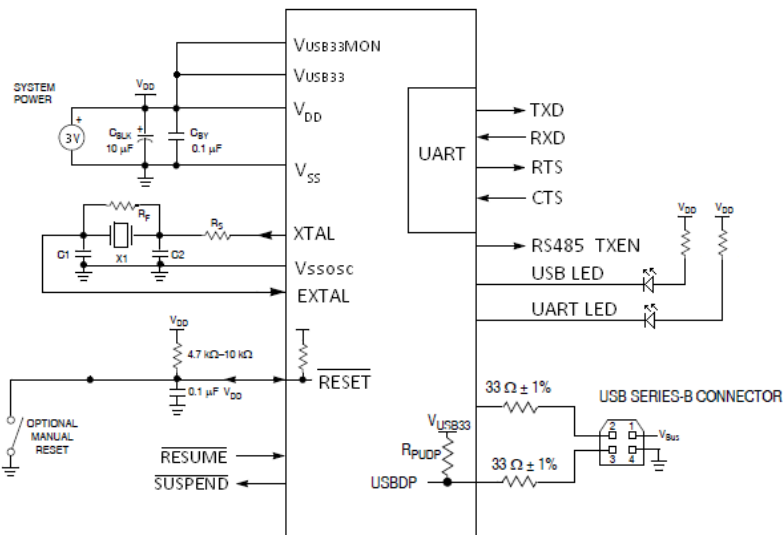 VUSB33MON
VUSB33
SYSTEM
POWER
VDD
VDD
+
3V
CBLK
10 µF
+
CBY
0.1 µF
VSS
UART
TXD
RXD
RTS
CTS
RF
RS
XTAL
C1
X1
C2
Vssosc
EXTAL
RS485 TXEN
USB LED
UART LED
VDD
VDD
VDD
4.7 kΩ–10 kΩ
RESET
0.1 µF
VDD
OPTIONAL
MANUAL
RESET
RESUME
SUSPEND
33 Ω ± 1%
USB SERIES-B CONNECTOR
VUSB33
RPUDP
2 1
3 4
VBus
33 Ω ± 1%
USBDP